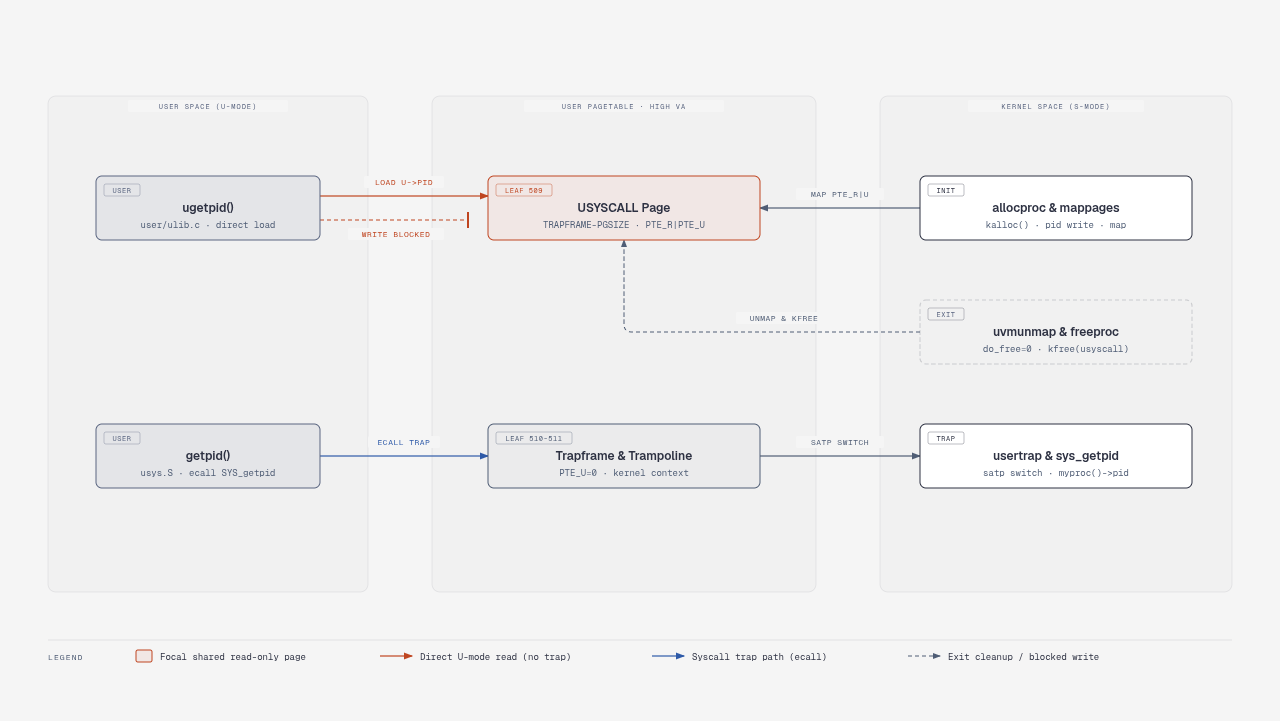 USER SPACE (U-MODE)
USER PAGETABLE · HIGH VA
KERNEL SPACE (S-MODE)
USER
ugetpid()
user/ulib.c · direct load
LOAD U->PID
WRITE BLOCKED
LEAF 509
USYSCALL Page
TRAPFRAME-PGSIZE · PTE_R|PTE_U
MAP PTE_R|U
INIT
allocproc & mappages
kalloc() · pid write · map
UNMAP & KFREE
EXIT
uvmunmap & freeproc
do_free=0 · kfree(usyscall)
USER
getpid()
usys.S · ecall SYS_getpid
ECALL TRAP
LEAF 510-511
Trapframe & Trampoline
PTE_U=0 · kernel context
SATP SWITCH
TRAP
usertrap & sys_getpid
satp switch · myproc()->pid
LEGEND
Focal shared read-only page
Direct U-mode read (no trap)
Syscall trap path (ecall)
Exit cleanup / blocked write